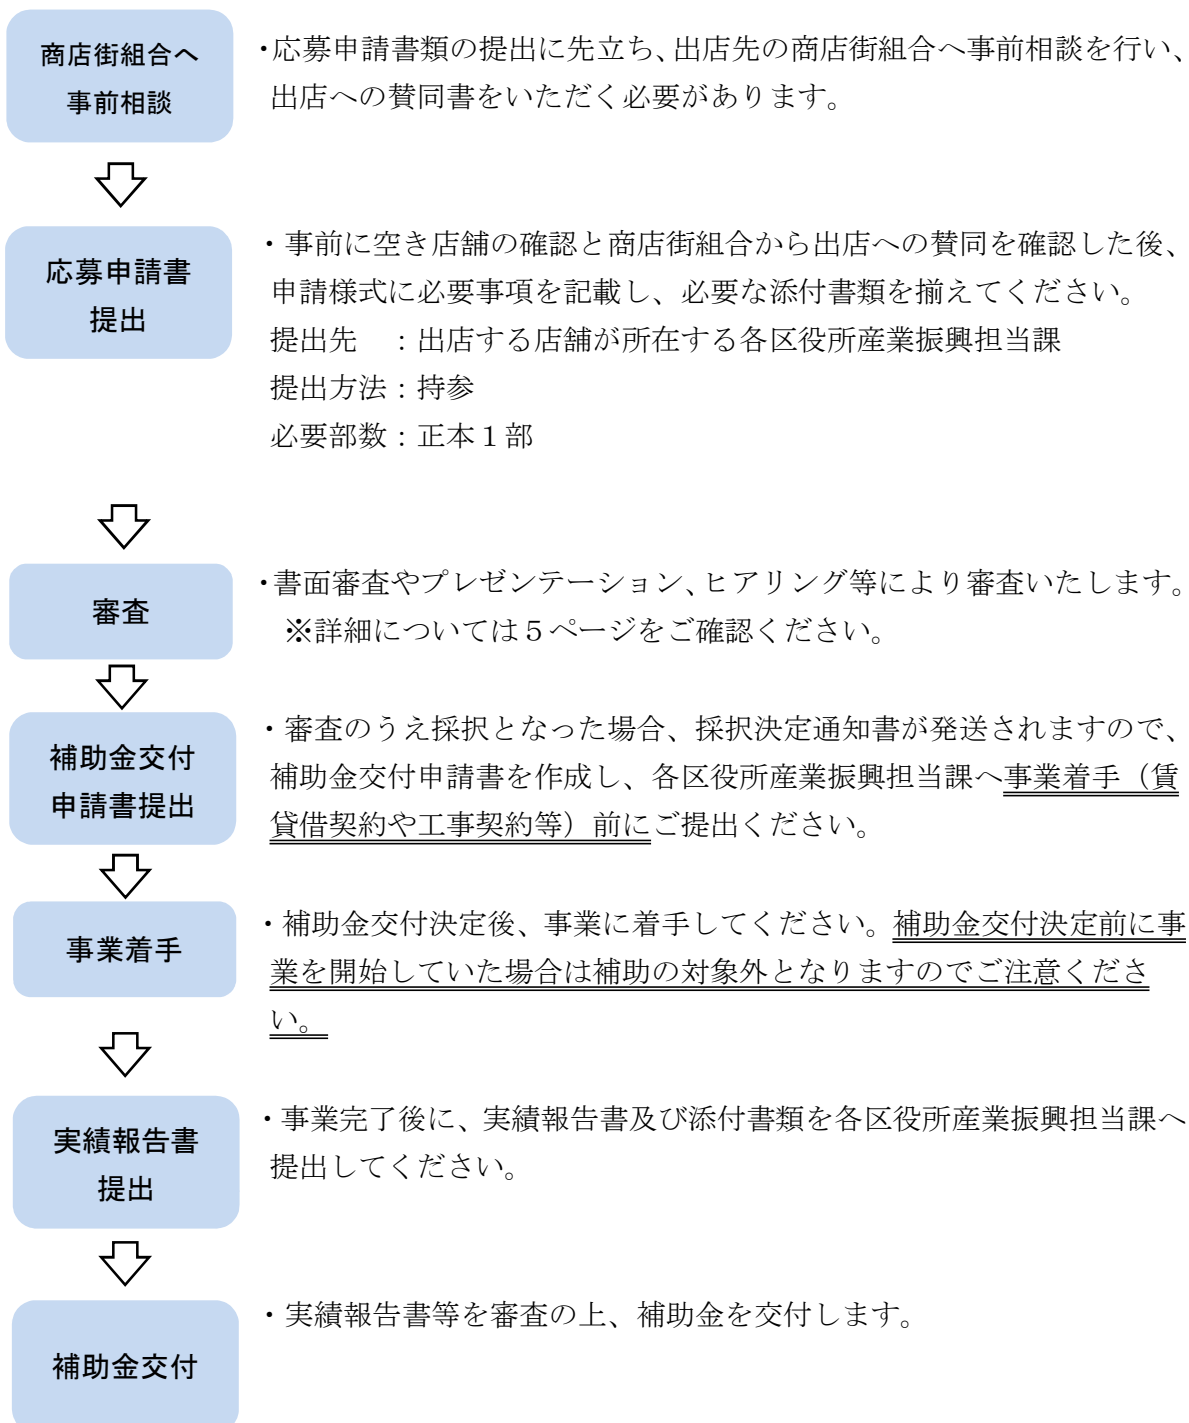 商店街組合へ
事前相談
・応募申請書類の提出に先立ち、出店先の商店街組合へ事前相談を行い、
出店への賛同書をいただく必要があります。
応募申請書
提出
・事前に空き店舗の確認と商店街組合から出店への賛同を確認した後、
申請様式に必要事項を記載し、必要な添付書類を揃えてください。
提出先　：出店する店舗が所在する各区役所産業振興担当課
提出方法：持参
必要部数：正本１部
審査
・書面審査やプレゼンテーション、ヒアリング等により審査いたします。
※詳細については５ページをご確認ください。
補助金交付
申請書提出
・審査のうえ採択となった場合、採択決定通知書が発送されますので、
補助金交付申請書を作成し、各区役所産業振興担当課へ事業着手（賃
貸借契約や工事契約等）前にご提出ください。
事業着手
・補助金交付決定後、事業に着手してください。補助金交付決定前に事
業を開始していた場合は補助の対象外となりますのでご注意くださ
い。
実績報告書
提出
・事業完了後に、実績報告書及び添付書類を各区役所産業振興担当課へ
提出してください。
補助金交付
・実績報告書等を審査の上、補助金を交付します。